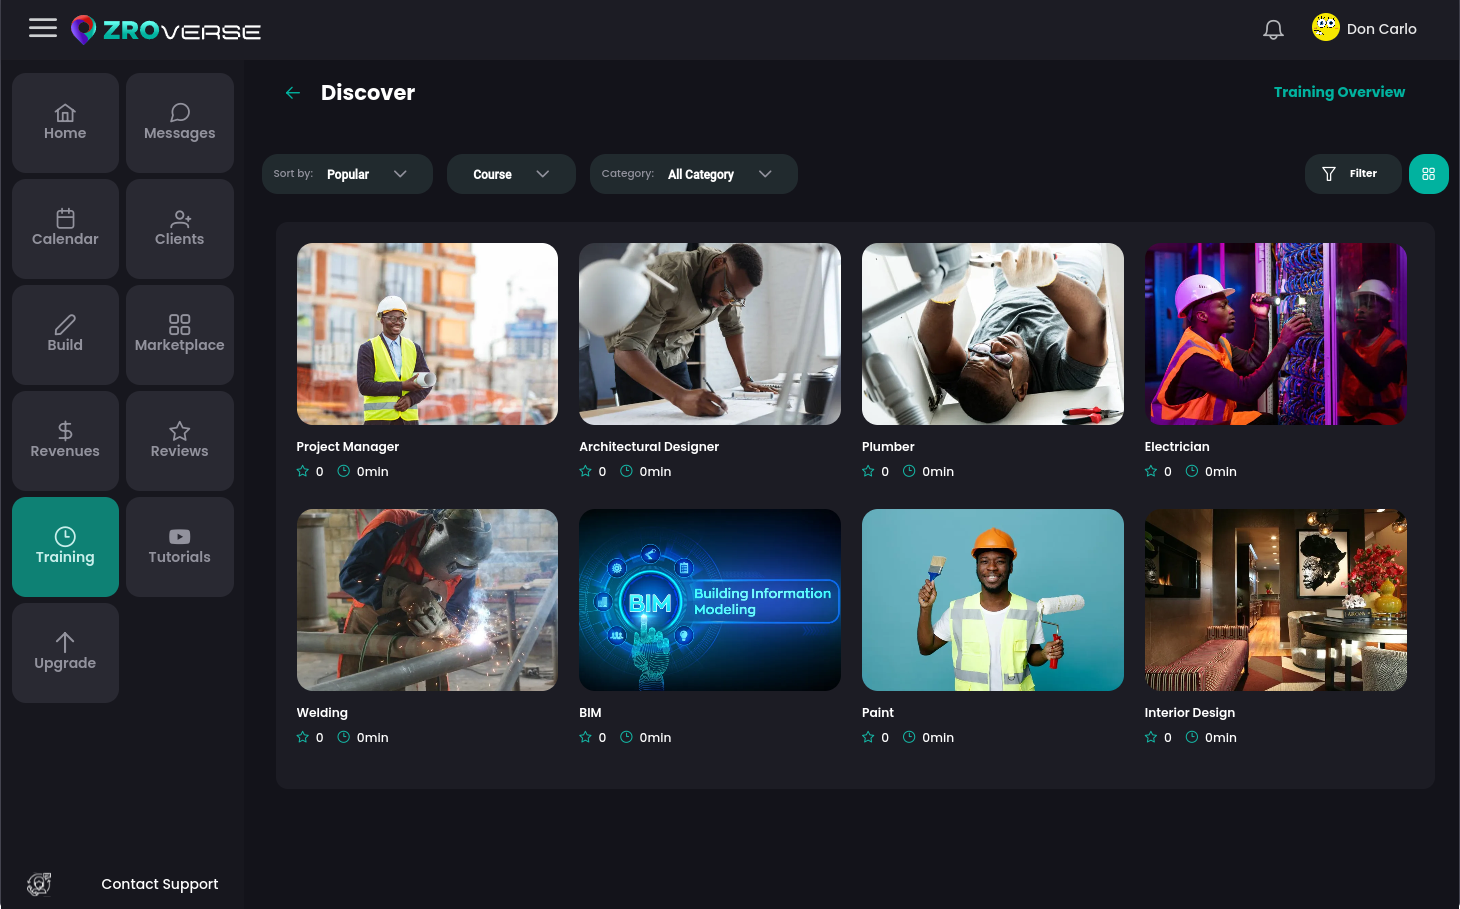 ZROVERSE
Don Carlo
Home
Messages
Calendar
Clients
Build
Marketplace
Revenues
Reviews
Training
Tutorials
Upgrade
Contact Support
Discover
Training Overview
Sort by: Popular
Course
Category: All Category
Filter
Project Manager
0 0min
Architectural Designer
0 0min
Plumber
0 0min
Electrician
0 0min
Welding
0 0min
BIM
Building Information
Modeling
BIM
0 0min
Paint
0 0min
Interior Design
0 0min